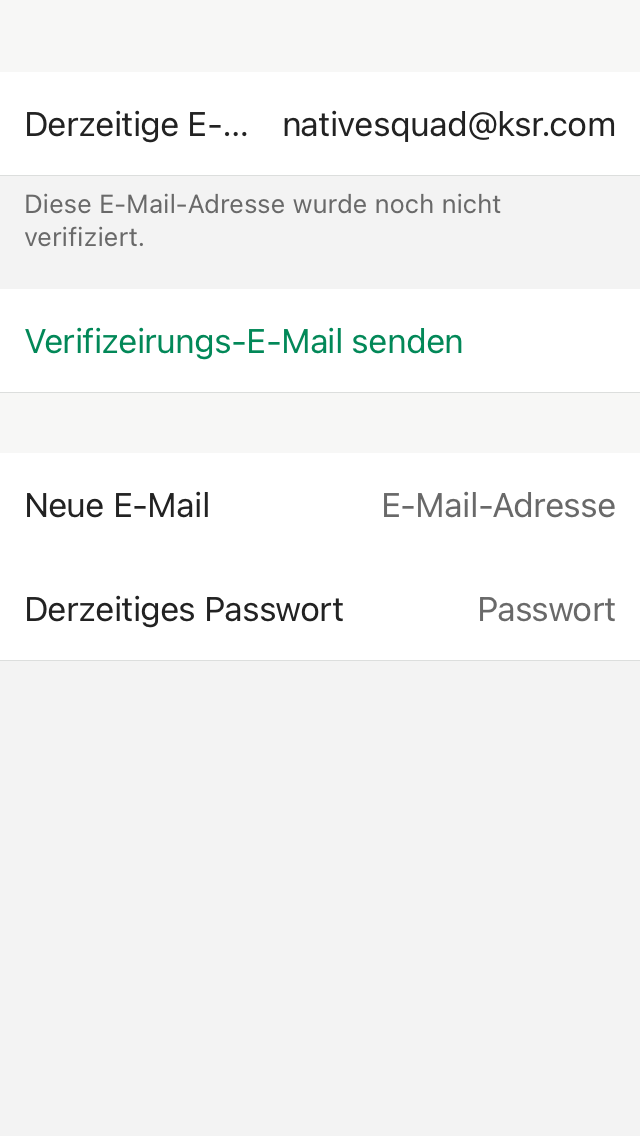 Derzeitige E-... nativesquad@ksr.com
Diese E-Mail-Adresse wurde noch nicht
verifiziert.
Verifizeirungs-E-Mail senden
Neue E-Mail E-Mail-Adresse
Derzeitiges Passwort Passwort